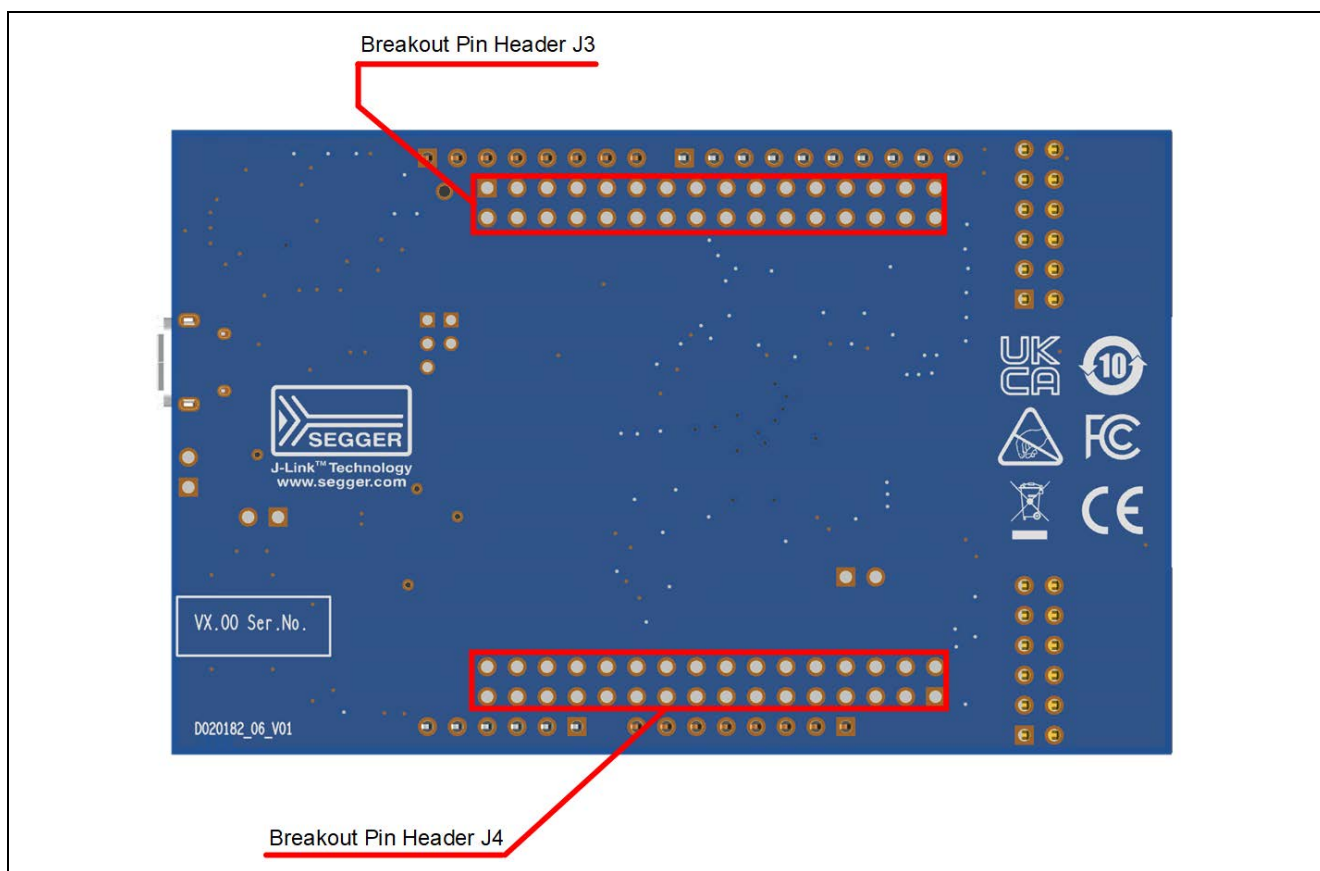 Breakout Pin Header J3
UK
CA
10
FC
SEGGER
J-Link™ Technology
www.segger.com
CE
VX.00 Ser.No.
D020182_06_V01
Breakout Pin Header J4